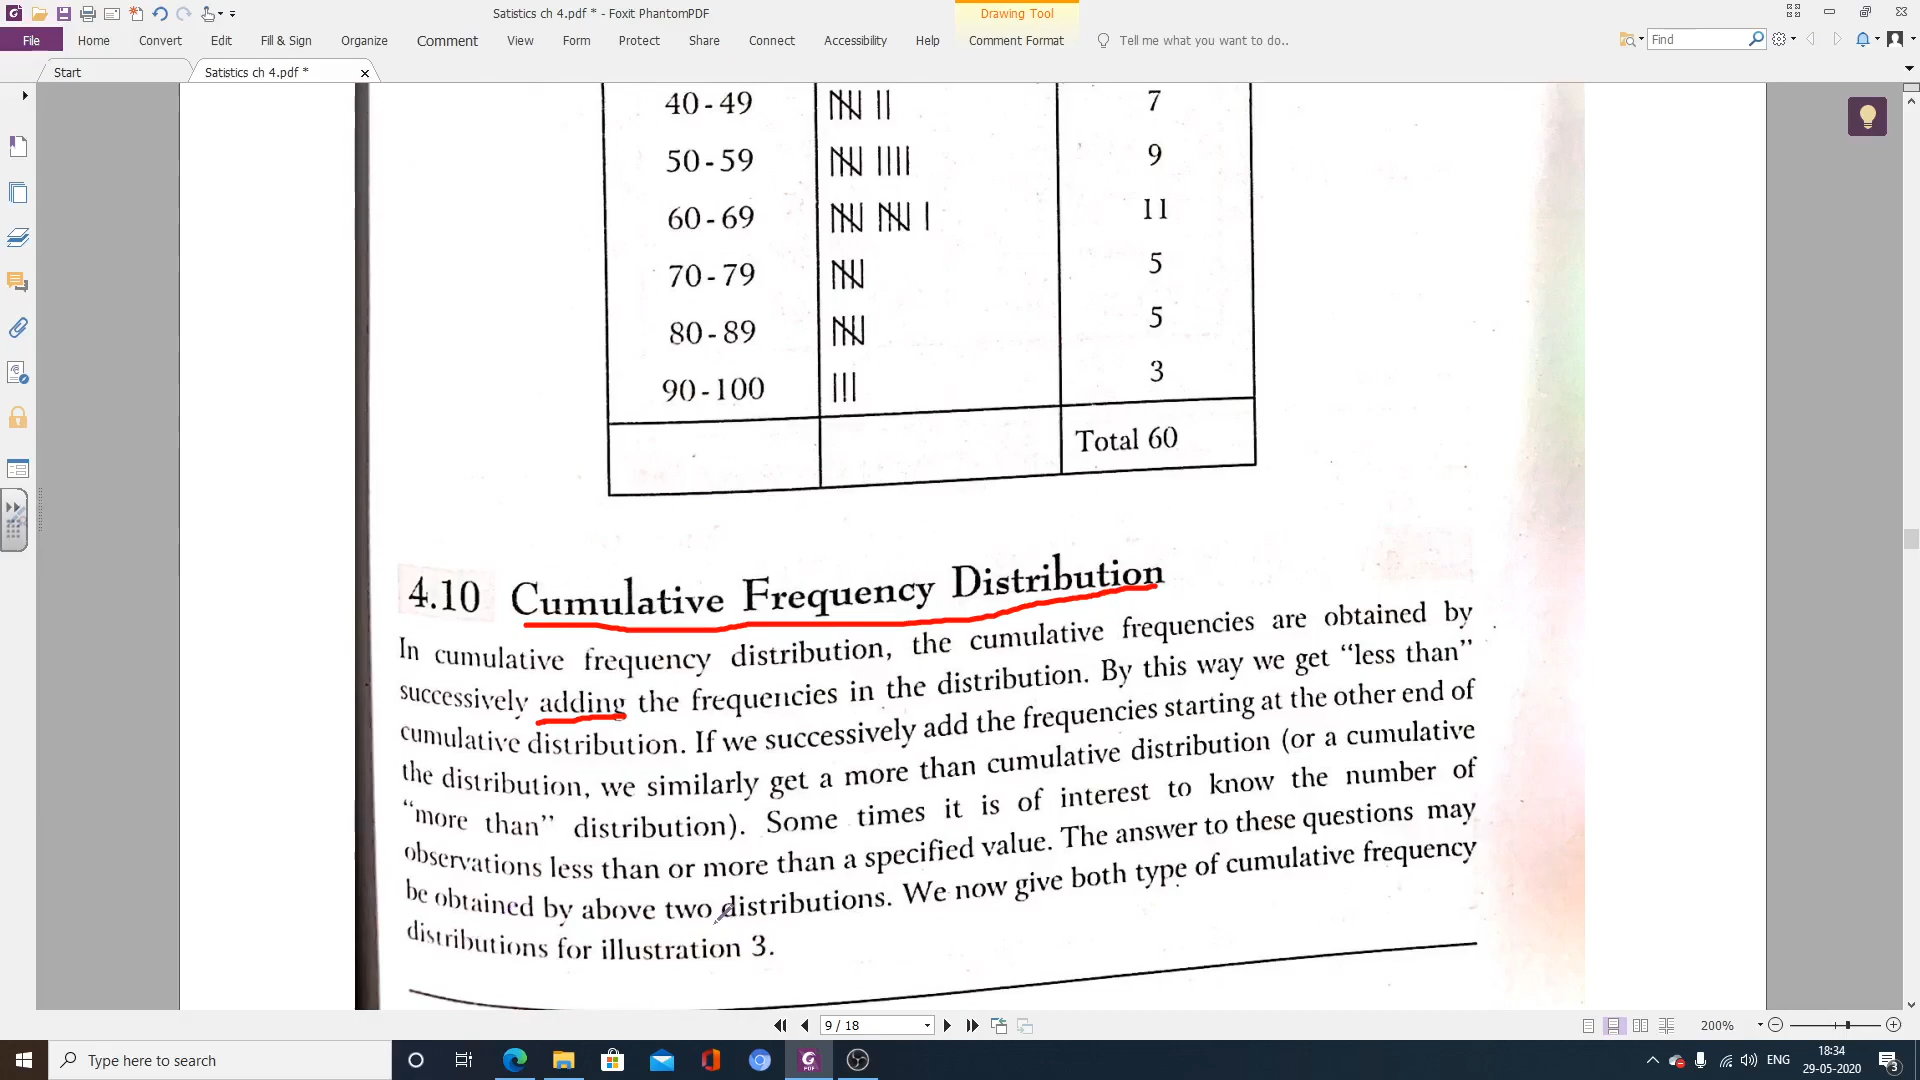 Satistics ch 4.pdf * - Foxit PhantomPDF
Drawing Tool
File Home Convert Edit Fill & Sign Organize Comment View Form Protect Share Connect Accessibility Help Comment Format Tell me what you want to do.. Find
Start Satistics ch 4.pdf *
40 - 49 7
50 - 59 9
60 - 69 11
70 - 79 5
80 - 89 5
90 - 100 3
Total 60
4.10 Cumulative Frequency Distribution
In cumulative frequency distribution, the cumulative frequencies are obtained by
successively adding the frequencies in the distribution. By this way we get “less than”
cumulative distribution. If we successively add the frequencies starting at the other end of
the distribution, we similarly get a more than cumulative distribution (or a cumulative
“more than” distribution). Some times it is of interest to know the number of
observations less than or more than a specified value. The answer to these questions may
be obtained by above two distributions. We now give both type of cumulative frequency
distributions for illustration 3.
9 / 18 200%
Type here to search ENG 18:34
29-05-2020 3